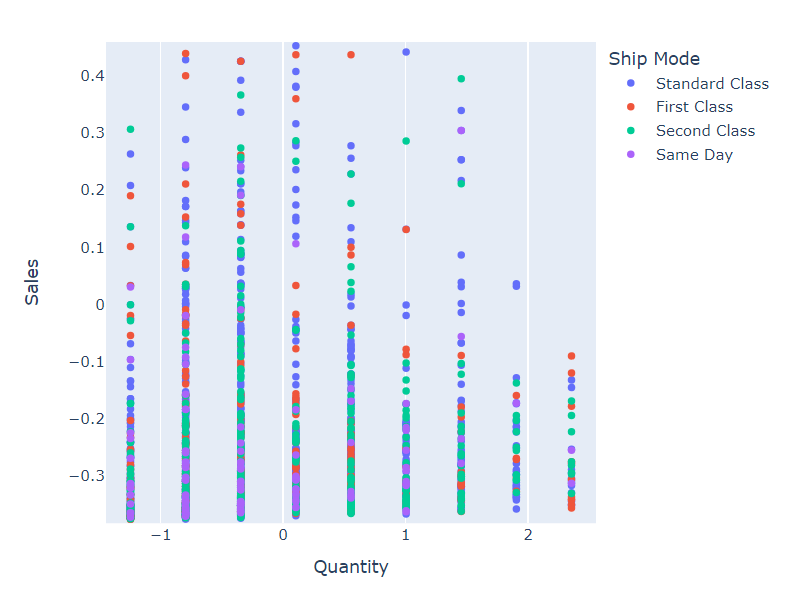 Ship Mode
Standard Class
First Class
Second Class
Same Day
Sales
0.4
0.3
0.2
0.1
0
−0.1
−0.2
−0.3
−1
0
1
2
Quantity